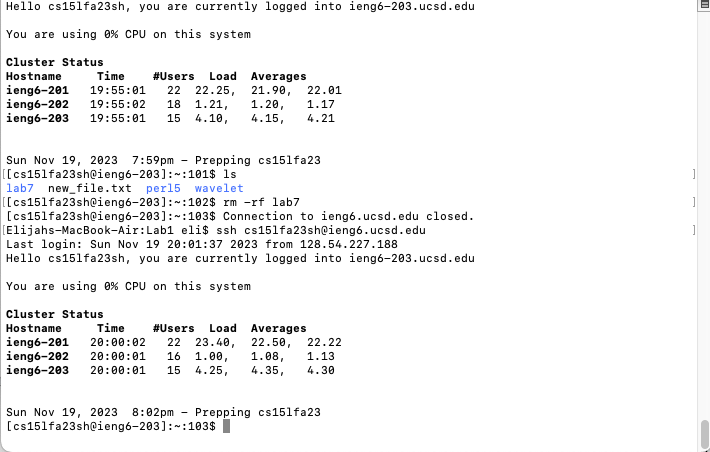 Hello cs15lfa23sh, you are currently logged into ieng6-203.ucsd.edu
You are using 0% CPU on this system
Cluster Status
Hostname     Time    #Users  Load  Averages
ieng6-201   19:55:01   22  22.25,  21.90,  22.01
ieng6-202   19:55:02   18  1.21,   1.20,   1.17
ieng6-203   19:55:01   15  4.10,   4.15,   4.21
Sun Nov 19, 2023  7:59pm - Prepping cs15lfa23
[[cs15lfa23sh@ieng6-203]:~:101$ ls ]
lab7  new_file.txt  perl5  wavelet
[[cs15lfa23sh@ieng6-203]:~:102$ rm -rf lab7 ]
[cs15lfa23sh@ieng6-203]:~:103$ Connection to ieng6.ucsd.edu closed.
[Elijahs-MacBook-Air:Lab1 eli$ ssh cs15lfa23sh@ieng6.ucsd.edu ]
Last login: Sun Nov 19 20:01:37 2023 from 128.54.227.188
Hello cs15lfa23sh, you are currently logged into ieng6-203.ucsd.edu
You are using 0% CPU on this system
Cluster Status
Hostname     Time    #Users  Load  Averages
ieng6-201   20:00:02   22  23.40,  22.50,  22.22
ieng6-202   20:00:01   16  1.00,   1.08,   1.13
ieng6-203   20:00:01   15  4.25,   4.35,   4.30
Sun Nov 19, 2023  8:02pm - Prepping cs15lfa23
[cs15lfa23sh@ieng6-203]:~:103$